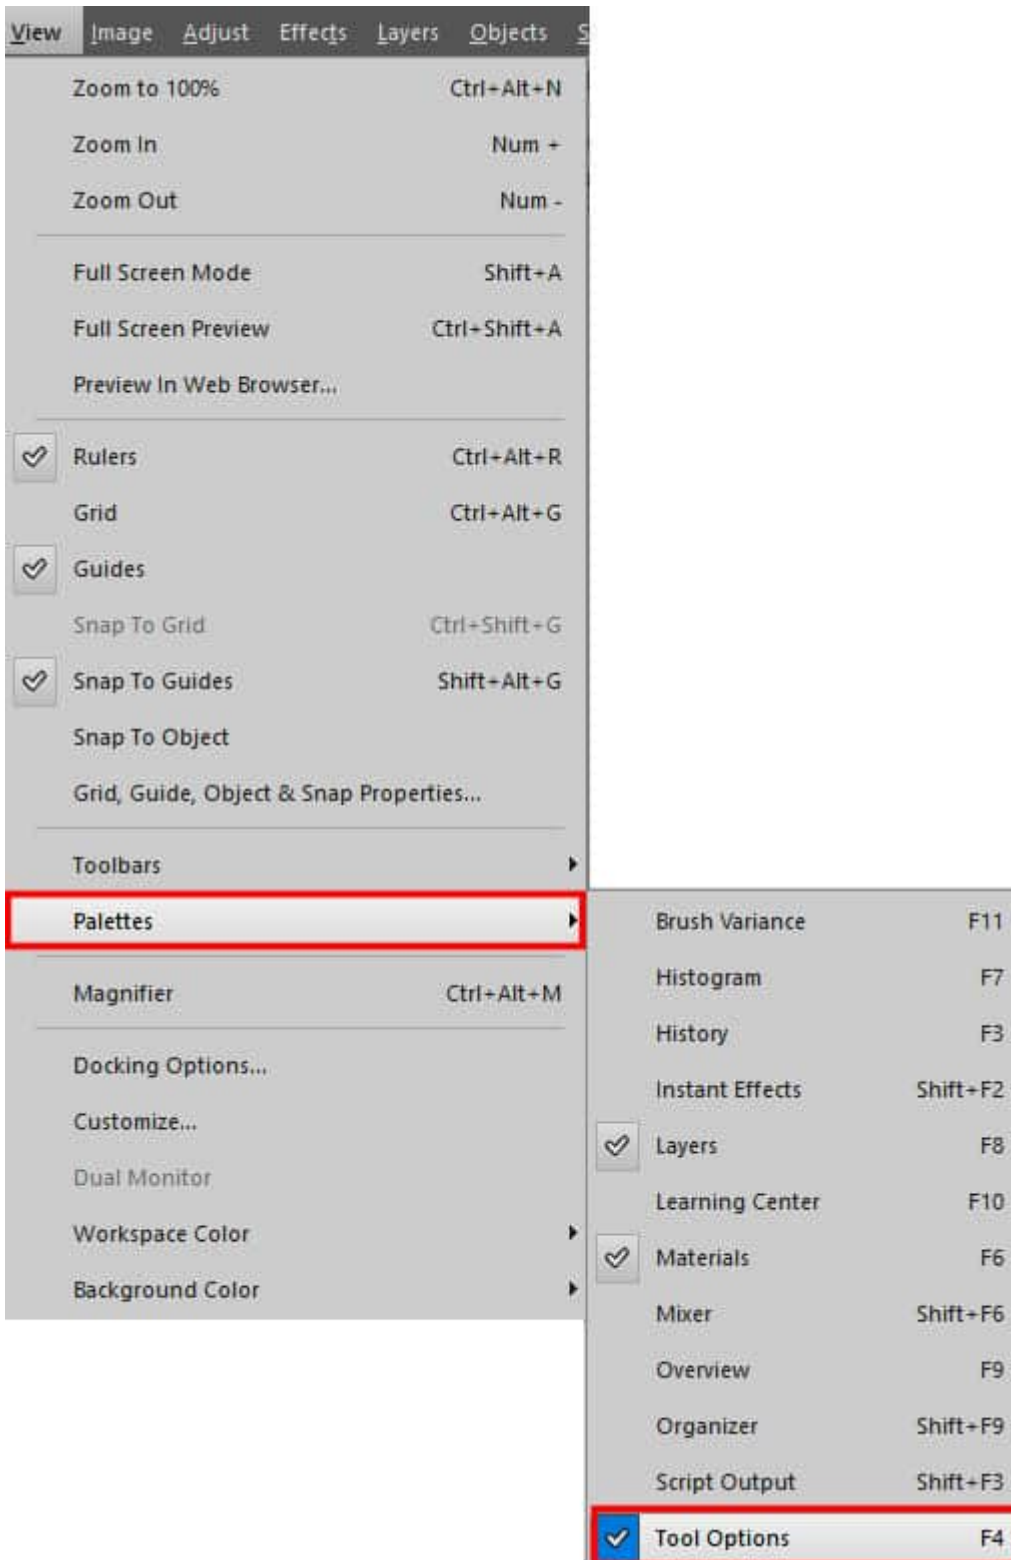 View Image Adjust Effects Layers Objects S
Zoom to 100% Ctrl+Alt+N
Zoom In Num +
Zoom Out Num -
Full Screen Mode Shift+A
Full Screen Preview Ctrl+Shift+A
Preview In Web Browser...
Rulers Ctrl+Alt+R
Grid Ctrl+Alt+G
Guides
Snap To Grid Ctrl+Shift+G
Snap To Guides Shift+Alt+G
Snap To Object
Grid, Guide, Object & Snap Properties...
Toolbars
Palettes
Magnifier Ctrl+Alt+M
Docking Options...
Customize...
Dual Monitor
Workspace Color
Background Color
Brush Variance F11
Histogram F7
History F3
Instant Effects Shift+F2
Layers F8
Learning Center F10
Materials F6
Mixer Shift+F6
Overview F9
Organizer Shift+F9
Script Output Shift+F3
Tool Options F4